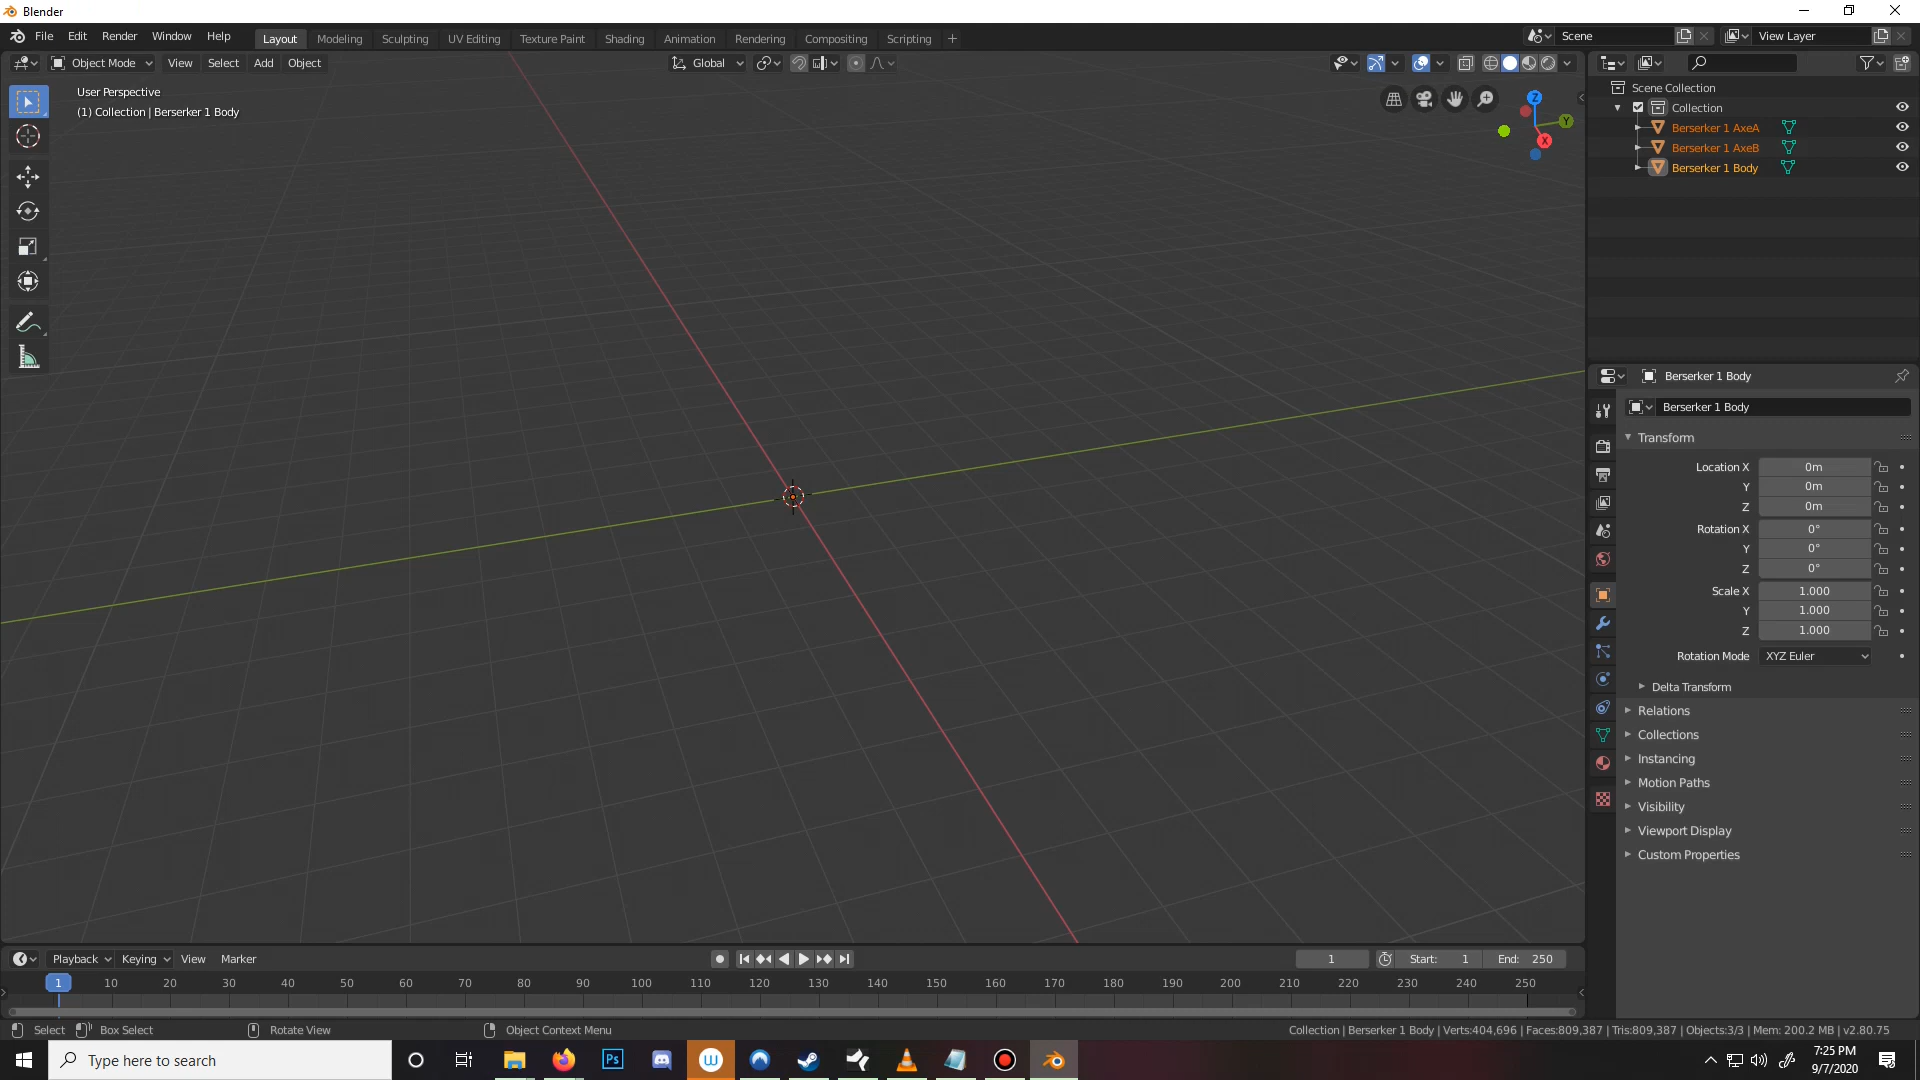 Blender
File Edit Render Window Help Layout Modeling Sculpting UV Editing Texture Paint Shading Animation Rendering Compositing Scripting + Scene View Layer
Object Mode View Select Add Object Global
User Perspective
(1) Collection | Berserker 1 Body
Z
Y
X
Scene Collection
Collection
Berserker 1 AxeA
Berserker 1 AxeB
Berserker 1 Body
Berserker 1 Body
Berserker 1 Body
Transform
Location X 0m
Y 0m
Z 0m
Rotation X 0°
Y 0°
Z 0°
Scale X 1.000
Y 1.000
Z 1.000
Rotation Mode XYZ Euler
Delta Transform
Relations
Collections
Instancing
Motion Paths
Visibility
Viewport Display
Custom Properties
Playback Keying View Marker 1 Start: 1 End: 250
1 10 20 30 40 50 60 70 80 90 100 110 120 130 140 150 160 170 180 190 200 210 220 230 240 250
Select Box Select Rotate View Object Context Menu Collection | Berserker 1 Body | Verts:404,696 | Faces:809,387 | Tris:809,387 | Objects:3/3 | Mem: 200.2 MB | v2.80.75
Type here to search Ps W 7:25 PM
9/7/2020